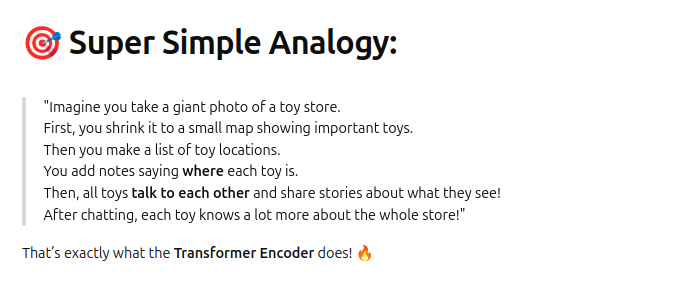 🎯 Super Simple Analogy:
"Imagine you take a giant photo of a toy store.
First, you shrink it to a small map showing important toys.
Then you make a list of toy locations.
You add notes saying where each toy is.
Then, all toys talk to each other and share stories about what they see!
After chatting, each toy knows a lot more about the whole store!"
That's exactly what the Transformer Encoder does! 🔥